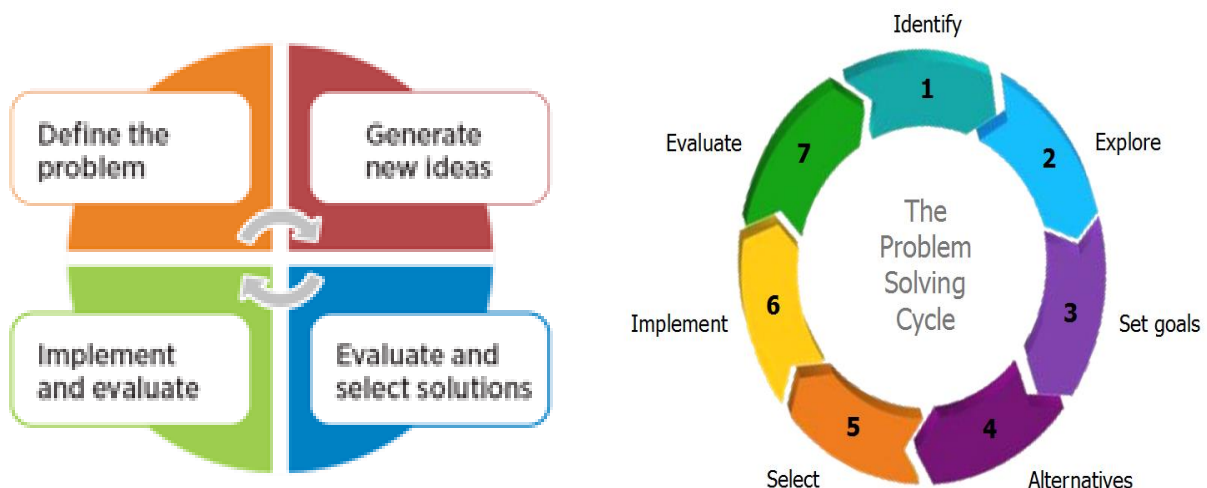 Define the
problem
Generate
new ideas
Implement
and evaluate
Evaluate and
select solutions
Identify
1
Explore
2
Set goals
3
Alternatives
4
Select
5
Implement
6
Evaluate
7
The
Problem
Solving
Cycle